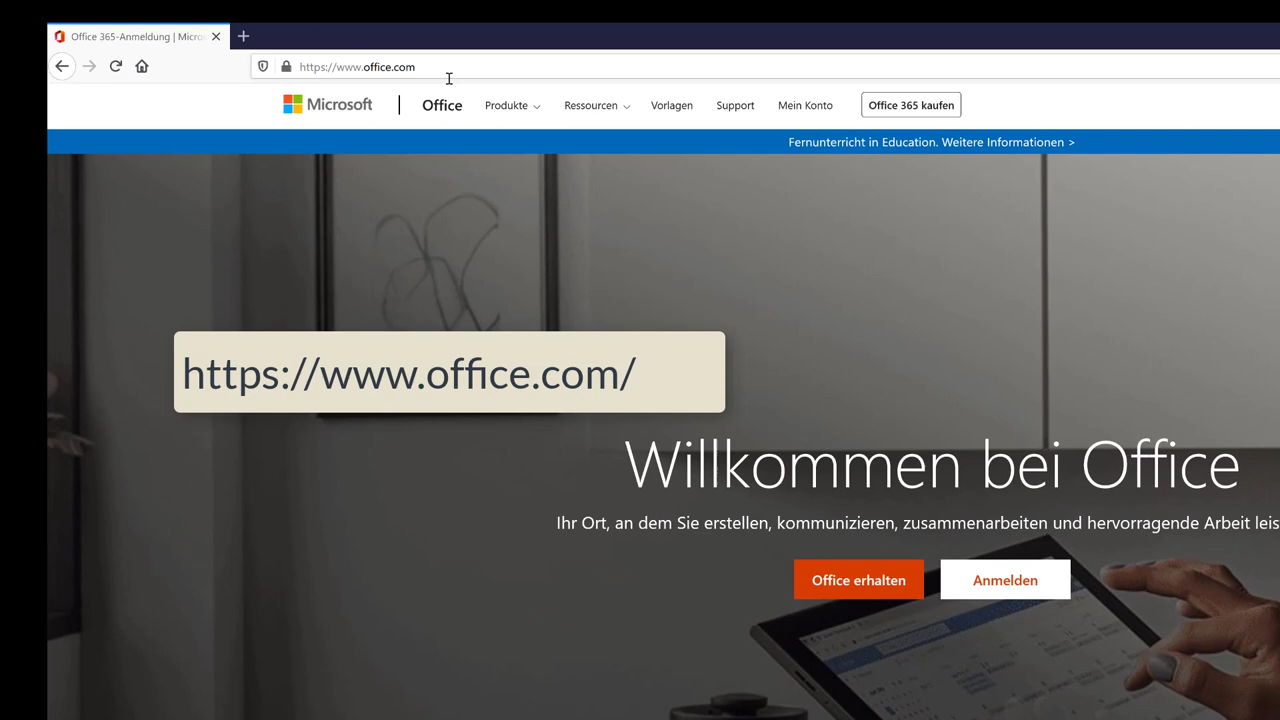 Office 365-Anmeldung | Micros
https://www.office.com
Microsoft
Office
Produkte
Ressourcen
Vorlagen
Support
Mein Konto
Office 365 kaufen
Fernunterricht in Education. Weitere Informationen >
https://www.office.com/
Willkommen bei Office
Ihr Ort, an dem Sie erstellen, kommunizieren, zusammenarbeiten und hervorragende Arbeit leis
Office erhalten
Anmelden